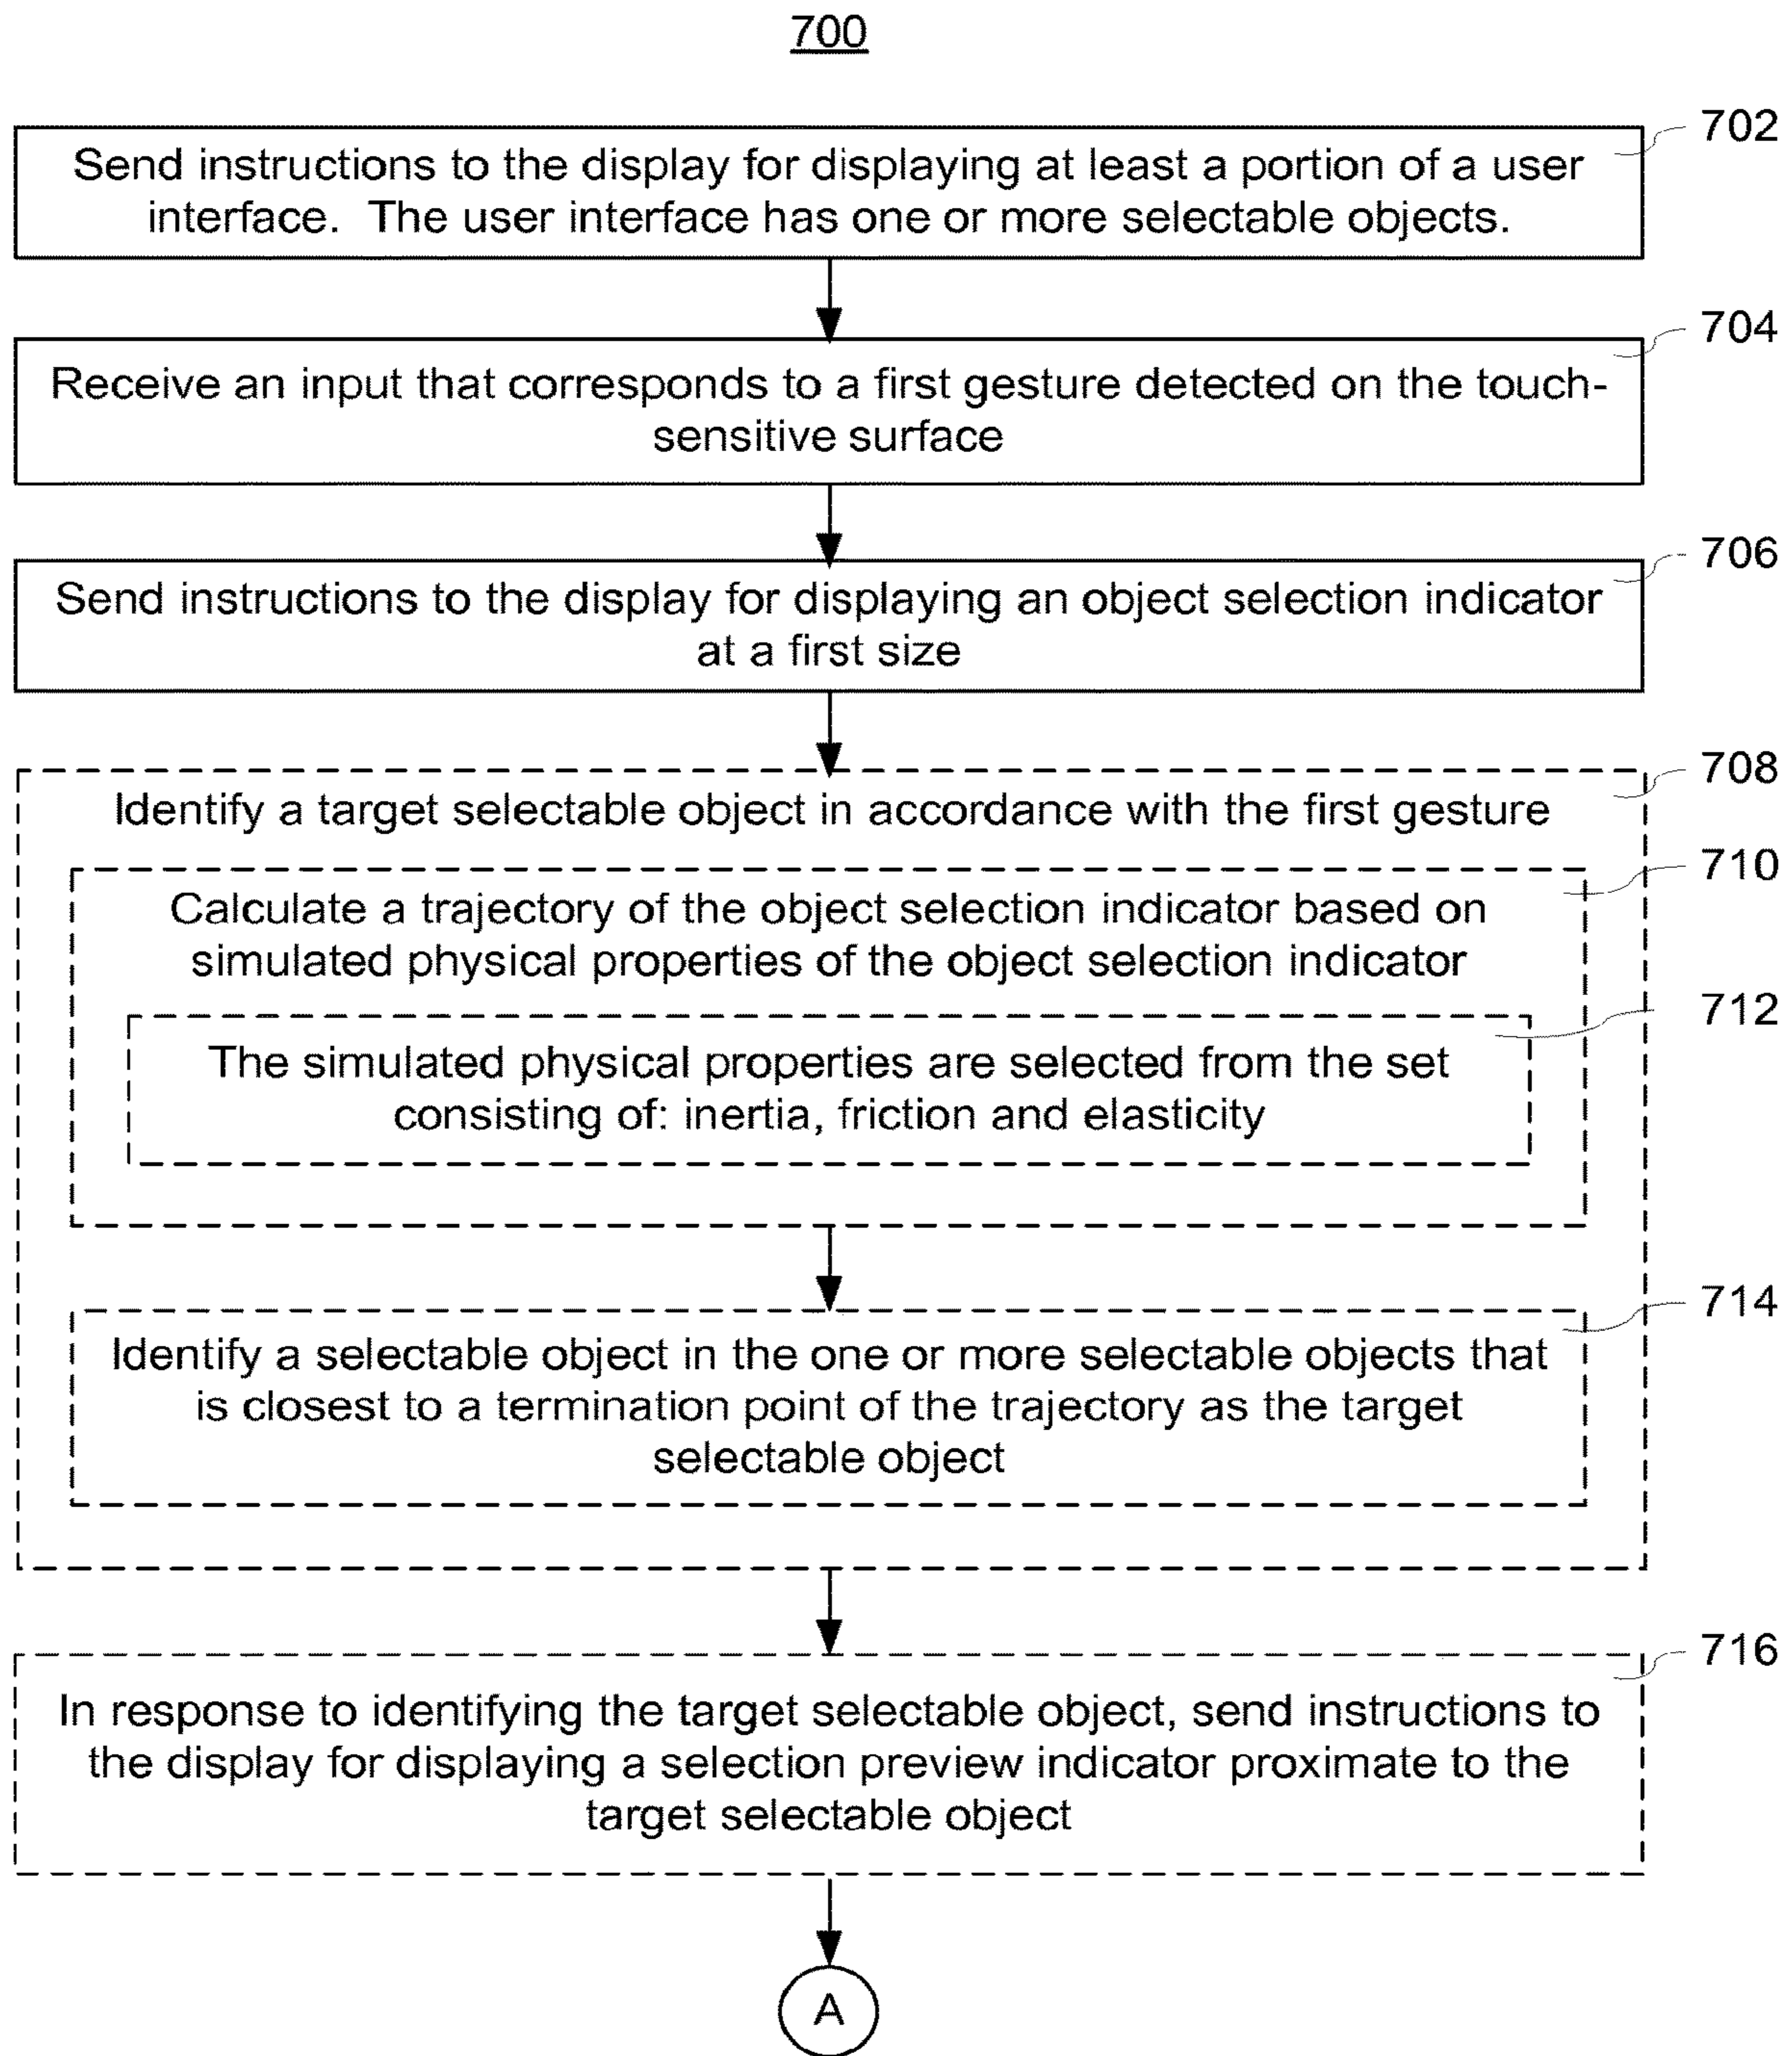 700
702
Send instructions to the display for displaying at least a portion of a user
interface.  The user interface has one or more selectable objects.
704
Receive an input that corresponds to a first gesture detected on the touch-
sensitive surface
706
Send instructions to the display for displaying an object selection indicator
at a first size
708
Identify a target selectable object in accordance with the first gesture
710
Calculate a trajectory of the object selection indicator based on
simulated physical properties of the object selection indicator
712
The simulated physical properties are selected from the set
consisting of: inertia, friction and elasticity
714
Identify a selectable object in the one or more selectable objects that
is closest to a termination point of the trajectory as the target
selectable object
716
In response to identifying the target selectable object, send instructions to
the display for displaying a selection preview indicator proximate to the
target selectable object
A